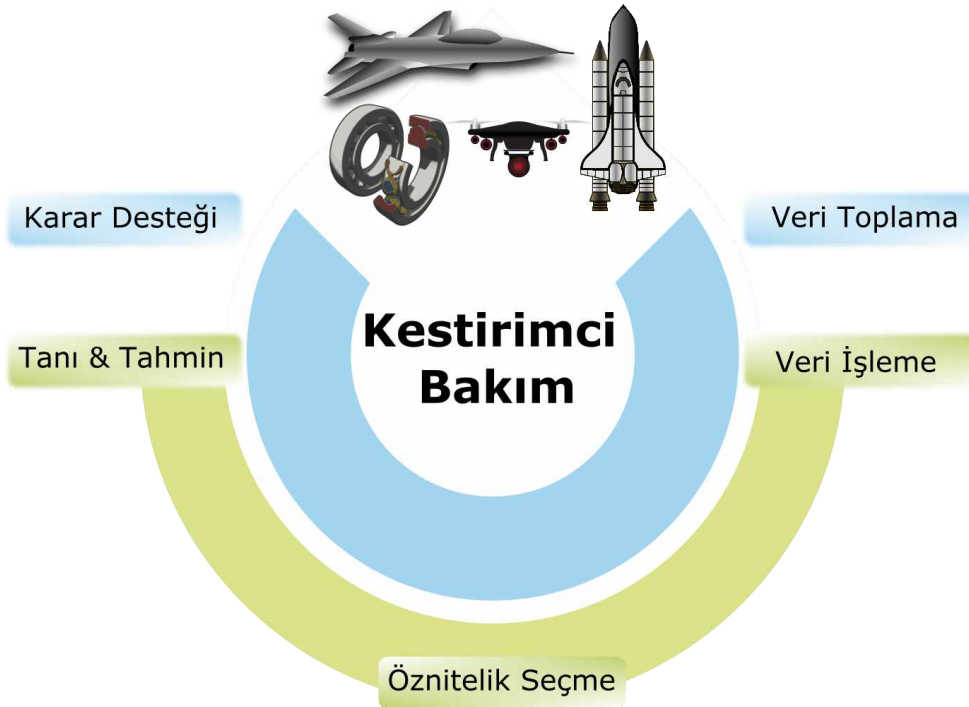 Karar Desteği
Veri Toplama
Kestirimci
Bakım
Tanı & Tahmin
Veri İşleme
Öznitelik Seçme